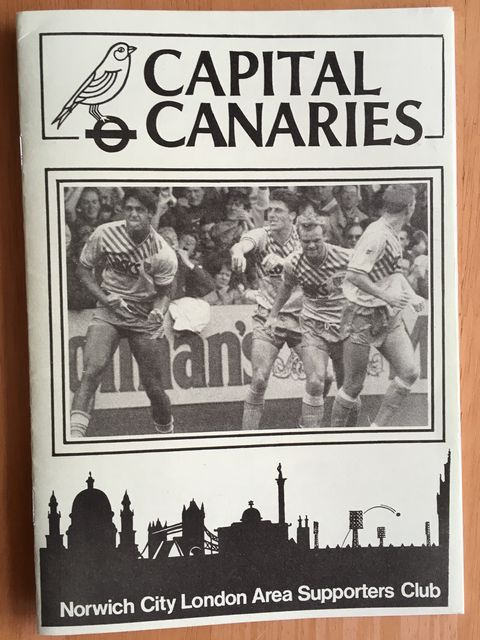 CAPITAL
CANARIES
Norwich City London Area Supporters Club